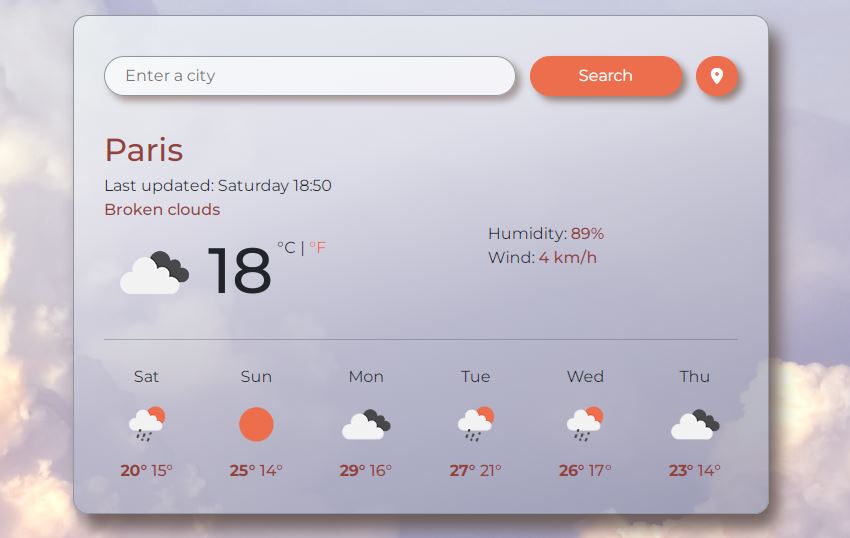 Enter a city
Search
Paris
Last updated: Saturday 18:50
Broken clouds
18 °C | °F
Humidity: 89%
Wind: 4 km/h
Sat Sun Mon Tue Wed Thu
20° 15° 25° 14° 29° 16° 27° 21° 26° 17° 23° 14°